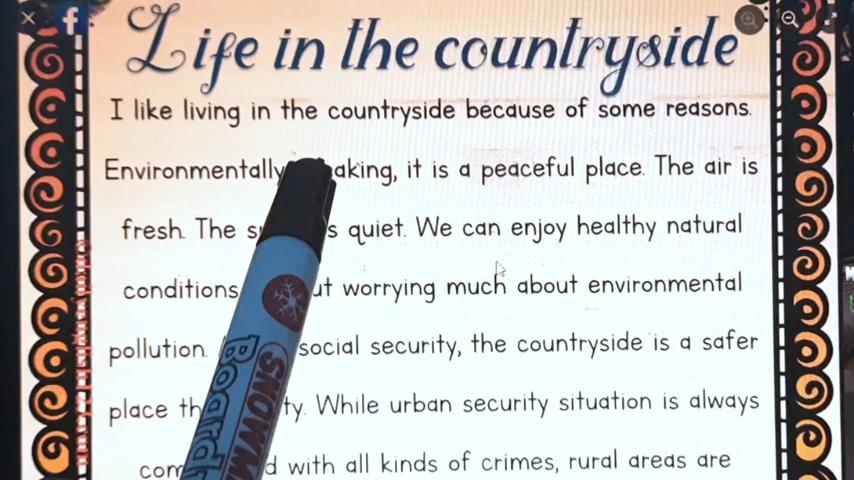 Life in the countryside
I like living in the countryside because of some reasons.
Environmentally aking, it is a peaceful place. The air is
fresh. The s s quiet. We can enjoy healthy natural
conditions ut worrying much about environmental
pollution. social security, the countryside is a safer
place th ty. While urban security situation is always
com d with all kinds of crimes, rural areas are
SNOWMA
Board